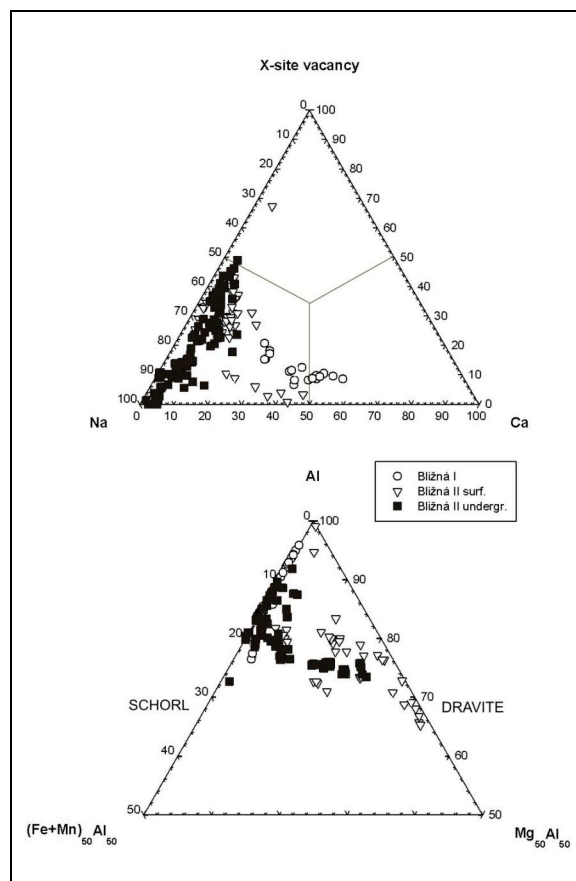 X-site vacancy
0 100
10 90
20 80
30 70
40 60
50 50
60 40
70 30
80 20
90 10
100 0
0 10 20 30 40 50 60 70 80 90 100
Na Ca
Al
○ Bližná I
▽ Bližná II surf.
■ Bližná II undergr.
0 100
10 90
20 80
30 70
SCHORL DRAVITE
40 60
50 50
(Fe+Mn)₅₀Al₅₀ Mg₅₀Al₅₀